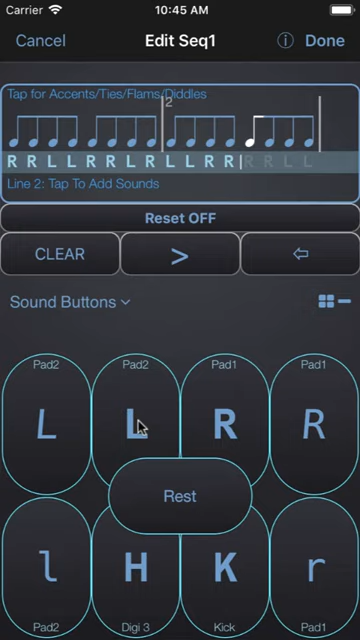 Carrier 10:45 AM
Cancel Edit Seq1 ⓘ Done
Tap for Accents/Ties/Flams/Diddles
2
R R L L R R L R L L R R R R L L
Line 2: Tap To Add Sounds
Reset OFF
CLEAR > ⇦
Sound Buttons
Pad2 Pad2 Pad1 Pad1
L L R R
Rest
l H K r
Pad2 Digi 3 Kick Pad1